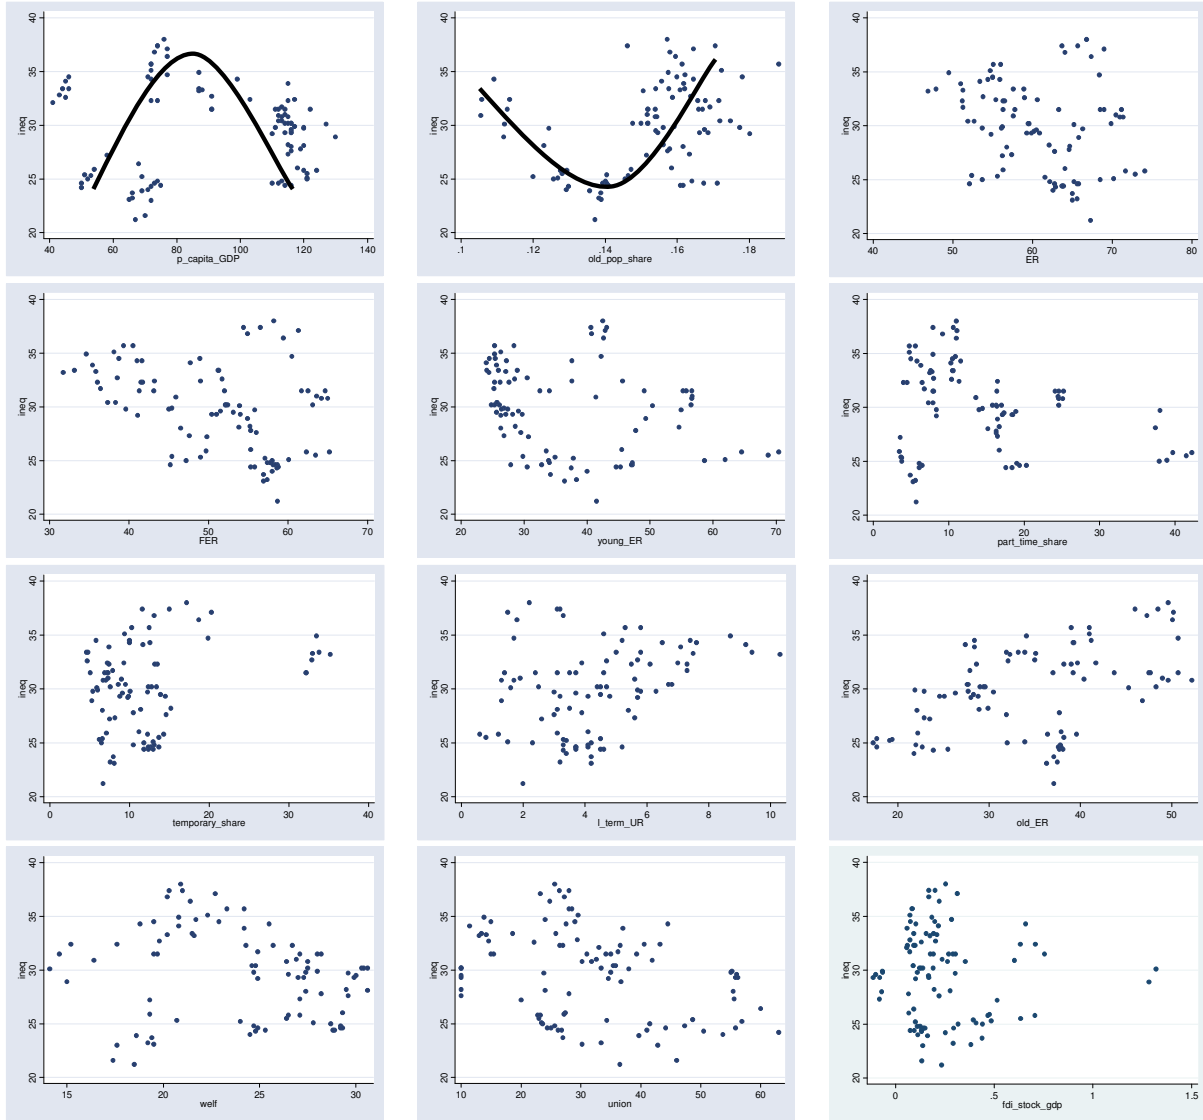 40
35
30
25
20
ineq
40 60 80 100 120 140
p_capita_GDP
40
35
30
25
20
ineq
.1 .12 .14 .16 .18
old_pop_share
40
35
30
25
20
ineq
40 50 60 70 80
ER
40
35
30
25
20
ineq
30 40 50 60 70
FER
40
35
30
25
20
ineq
20 30 40 50 60 70
young_ER
40
35
30
25
20
ineq
0 10 20 30 40
part_time_share
40
35
30
25
20
ineq
0 10 20 30 40
temporary_share
40
35
30
25
20
ineq
0 2 4 6 8 10
l_term_UR
40
35
30
25
20
ineq
20 30 40 50
old_ER
40
35
30
25
20
ineq
15 20 25 30
welf
40
35
30
25
20
ineq
10 20 30 40 50 60
union
40
35
30
25
20
ineq
0 .5 1 1.5
fdi_stock_gdp